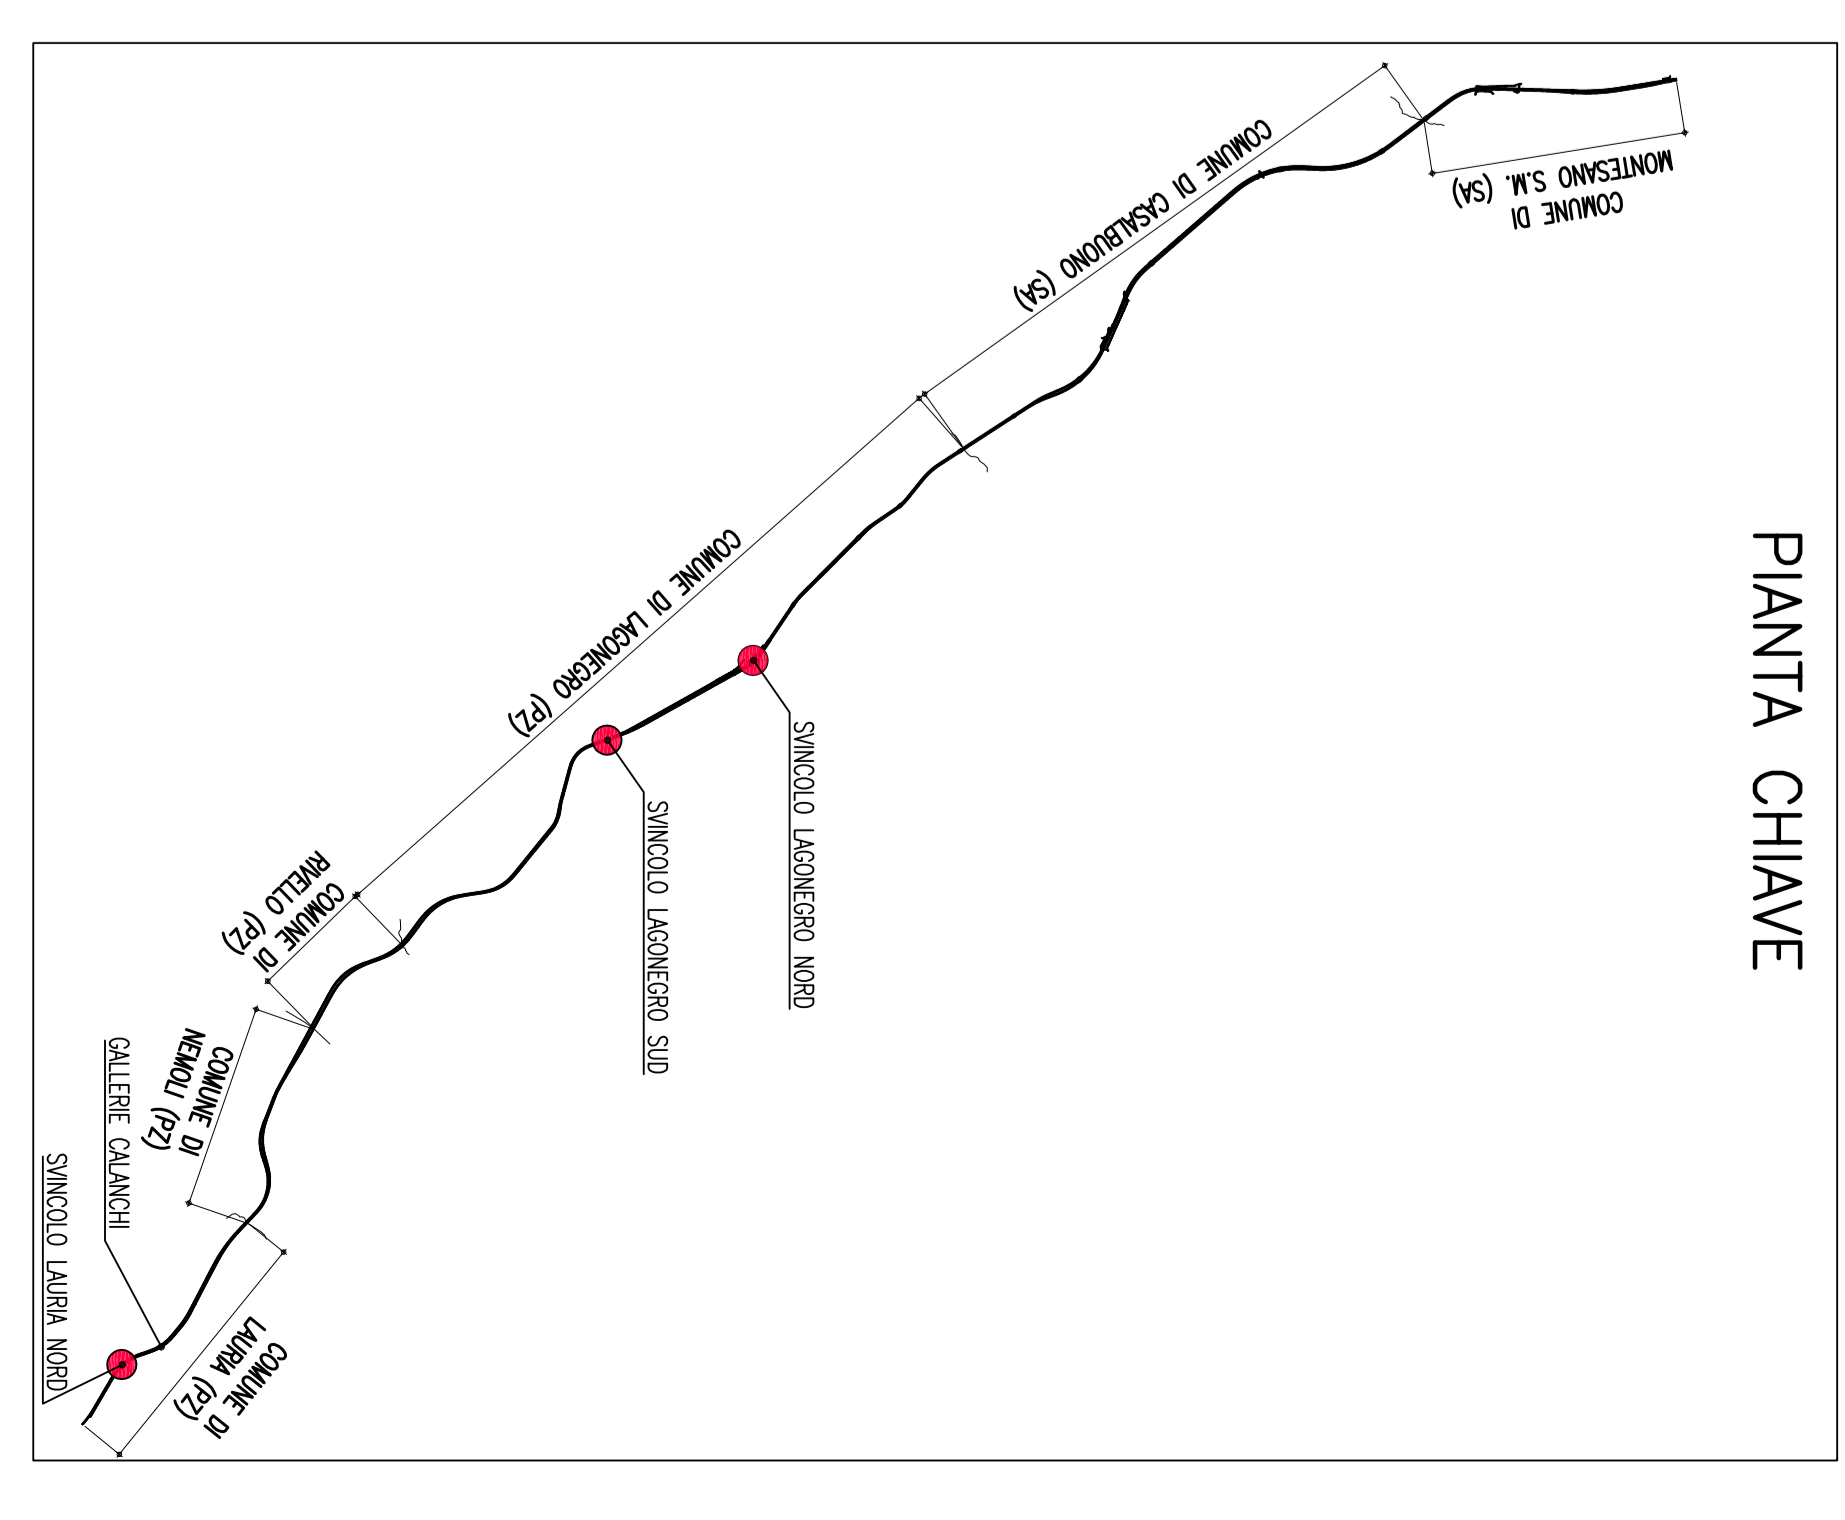 PIANTA CHIAVE
COMUNE DI
MONTESANO S.M. (SA)
COMUNE DI CASALBUONO (SA)
COMUNE DI LAGONEGRO (PZ)
SVINCOLO LAGONEGRO NORD
SVINCOLO LAGONEGRO SUD
COMUNE DI
RIVELLO (PZ)
COMUNE DI
NEMOLI (PZ)
COMUNE DI
LAURIA (PZ)
GALLERIE CALANCHI
SVINCOLO LAURIA NORD